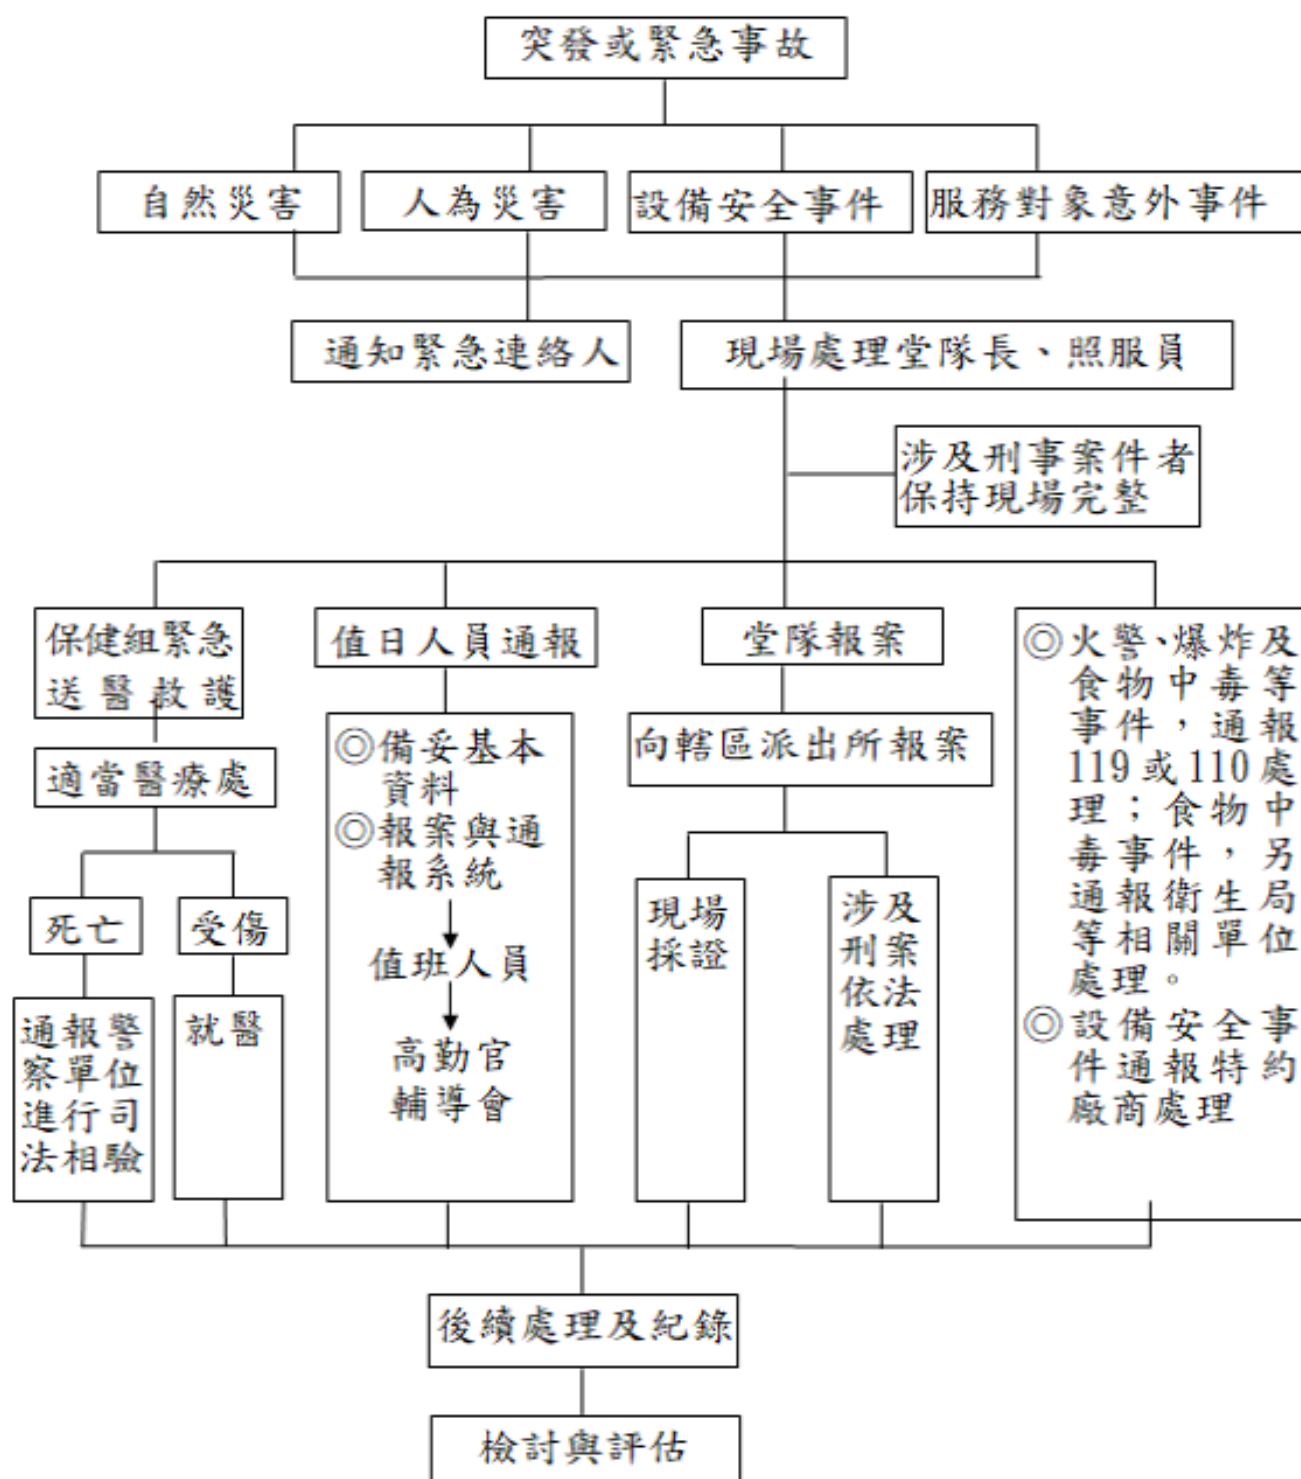 突發或緊急事故
自然災害
人為災害
設備安全事件
服務對象意外事件
通知緊急連絡人
現場處理堂隊長、照服員
涉及刑事案件者
保持現場完整
保健組緊急
送醫救護
適當醫療處
死亡
受傷
通報警
察單位
進行司
法相驗
就醫
值日人員通報
◎備妥基本
資料
◎報案與通
報系統
值班人員
高勤官
輔導會
堂隊報案
向轄區派出所報案
現場
採證
涉及
刑案
依法
處理
◎火警、爆炸及
食物中毒等
事件，通報
119或110處
理；食物中
毒事件，另
通報衛生局
等相關單位
處理。
◎設備安全事
件通報特約
廠商處理
後續處理及紀錄
檢討與評估